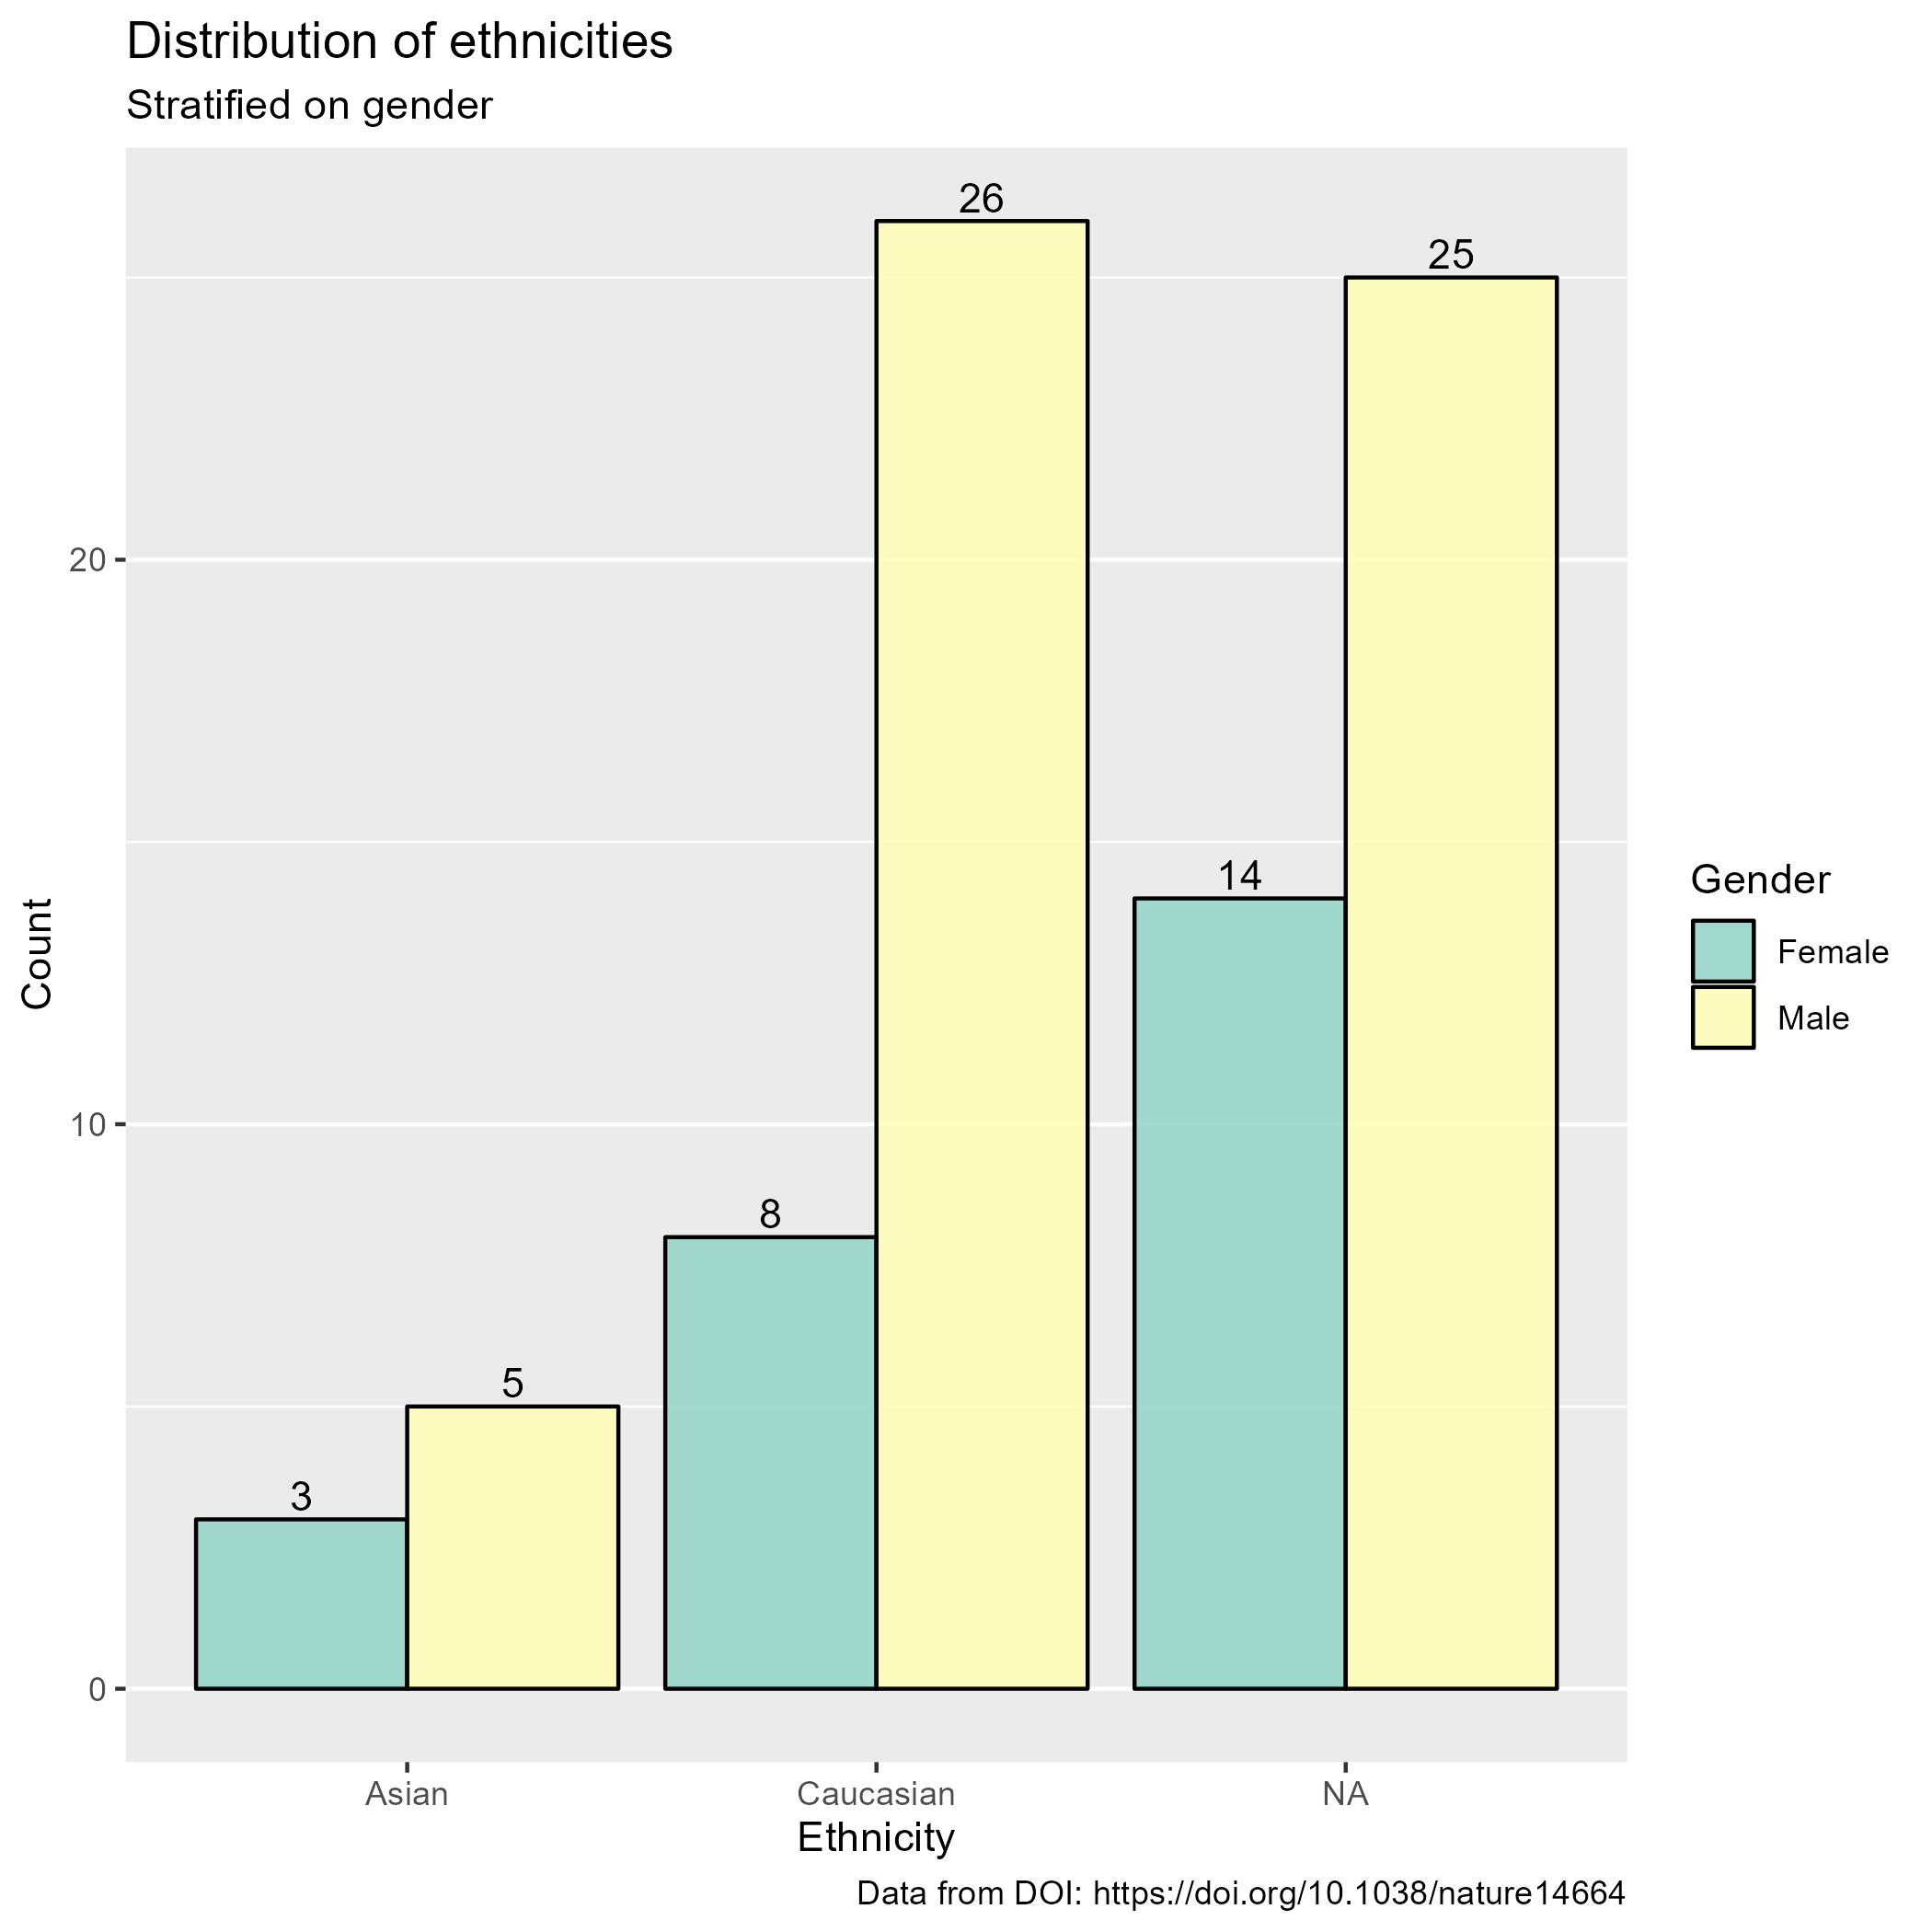 Distribution of ethnicities
Stratified on gender
26
25
20
14
Gender
Female
Male
Count
10
8
5
3
0
Asian Caucasian NA
Ethnicity
Data from DOI: https://doi.org/10.1038/nature14664